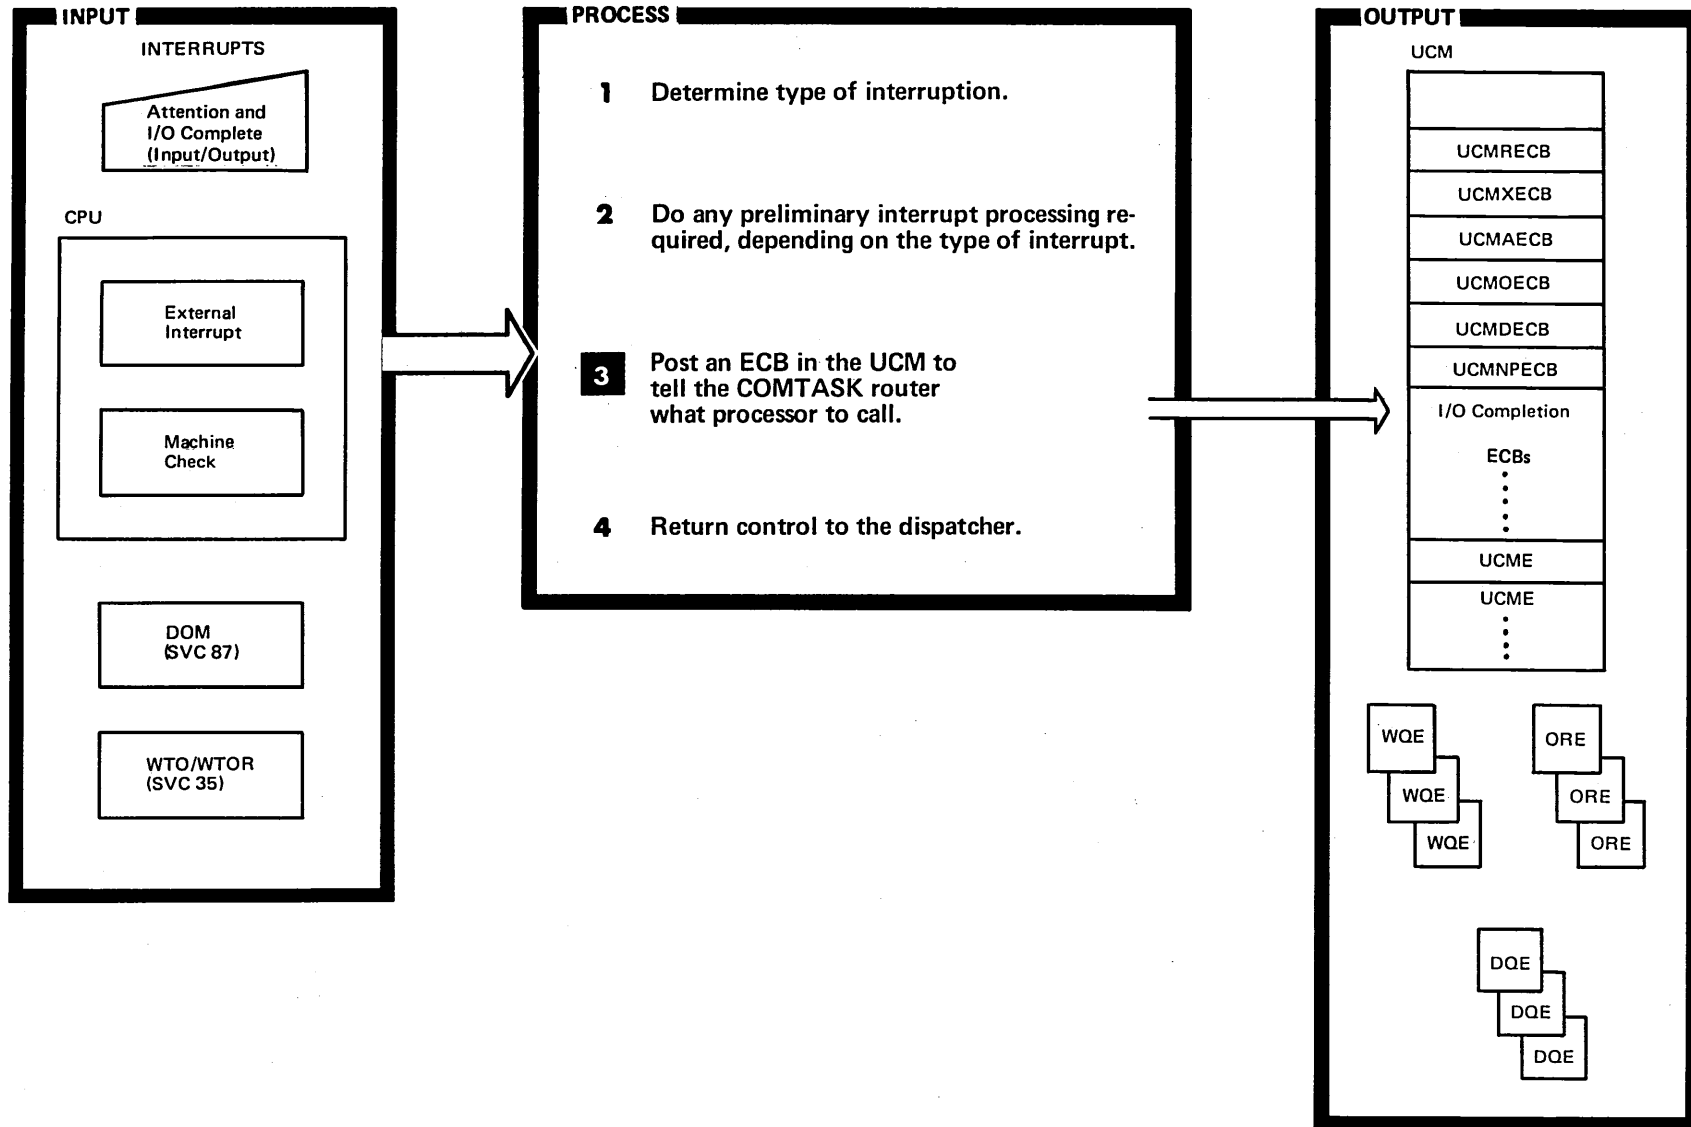 INPUT
INTERRUPTS
Attention and
I/O Complete
(Input/Output)
CPU
External
Interrupt
Machine
Check
DOM
(SVC 87)
WTO/WTOR
(SVC 35)
PROCESS
1 Determine type of interruption.
2 Do any preliminary interrupt processing re-
quired, depending on the type of interrupt.
3 Post an ECB in the UCM to
tell the COMTASK router
what processor to call.
4 Return control to the dispatcher.
OUTPUT
UCM
UCMRECB
UCMXECB
UCMAECB
UCMOECB
UCMDECB
UCMNPECB
I/O Completion
ECBs
UCME
UCME
WQE
WQE
WQE
ORE
ORE
ORE
DQE
DQE
DQE